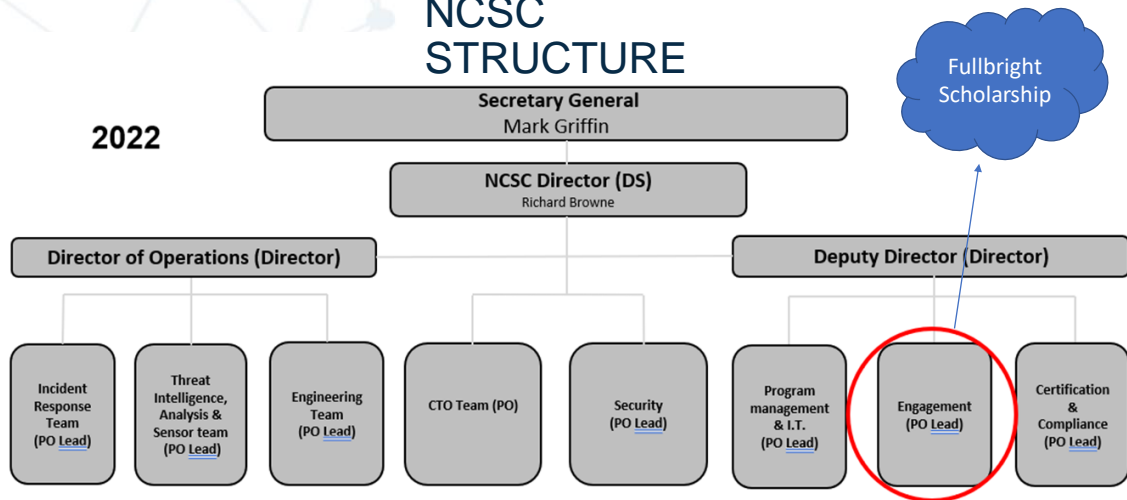 NCSC
STRUCTURE
Fullbright
Scholarship
2022
Secretary General
Mark Griffin
NCSC Director (DS)
Richard Browne
Director of Operations (Director)
Deputy Director (Director)
Incident
Response
Team
(PO Lead)
Threat
Intelligence,
Analysis &
Sensor team
(PO Lead)
Engineering
Team
(PO Lead)
CTO Team (PO)
Security
(PO Lead)
Program
management
& I.T.
(PO Lead)
Engagement
(PO Lead)
Certification
&
Compliance
(PO Lead)